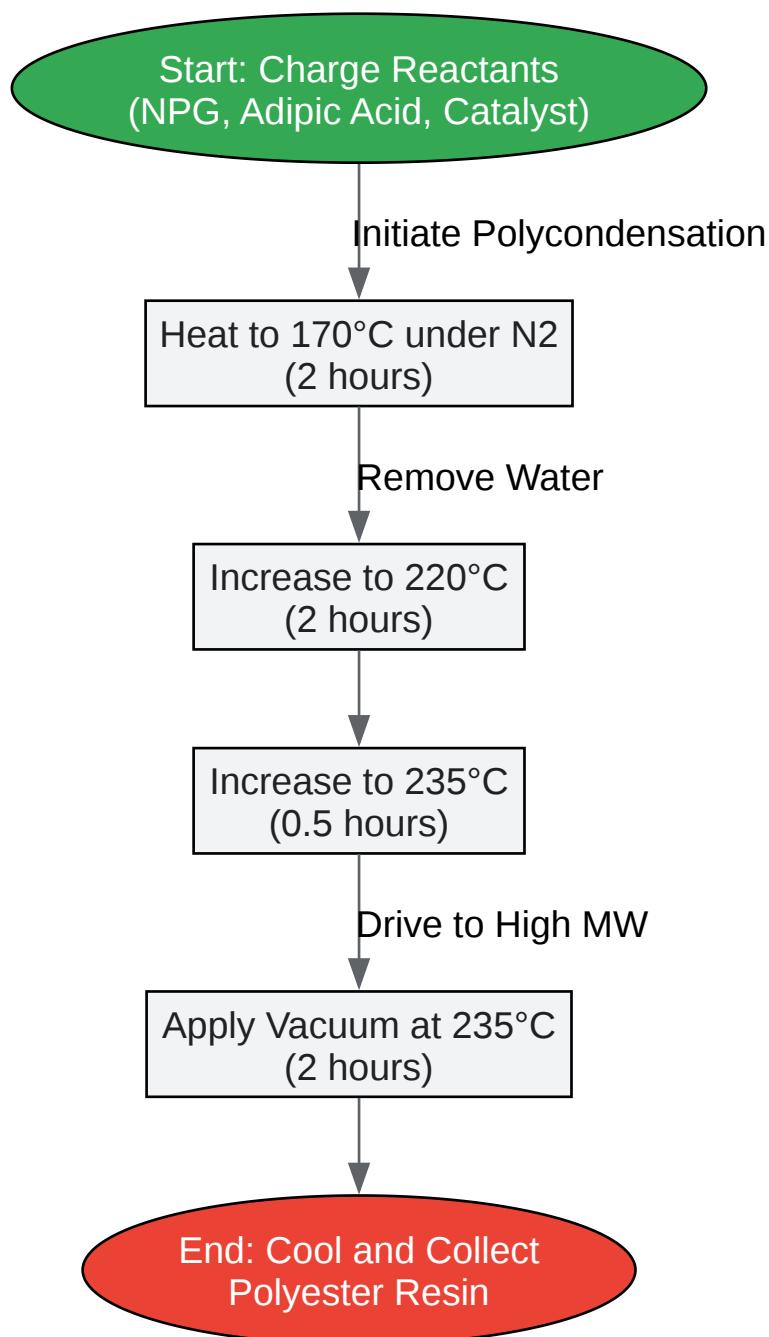 Start: Charge Reactants
(NPG, Adipic Acid, Catalyst)
Initiate Polycondensation
Heat to 170°C under N2
(2 hours)
Remove Water
Increase to 220°C
(2 hours)
Increase to 235°C
(0.5 hours)
Drive to High MW
Apply Vacuum at 235°C
(2 hours)
End: Cool and Collect
Polyester Resin